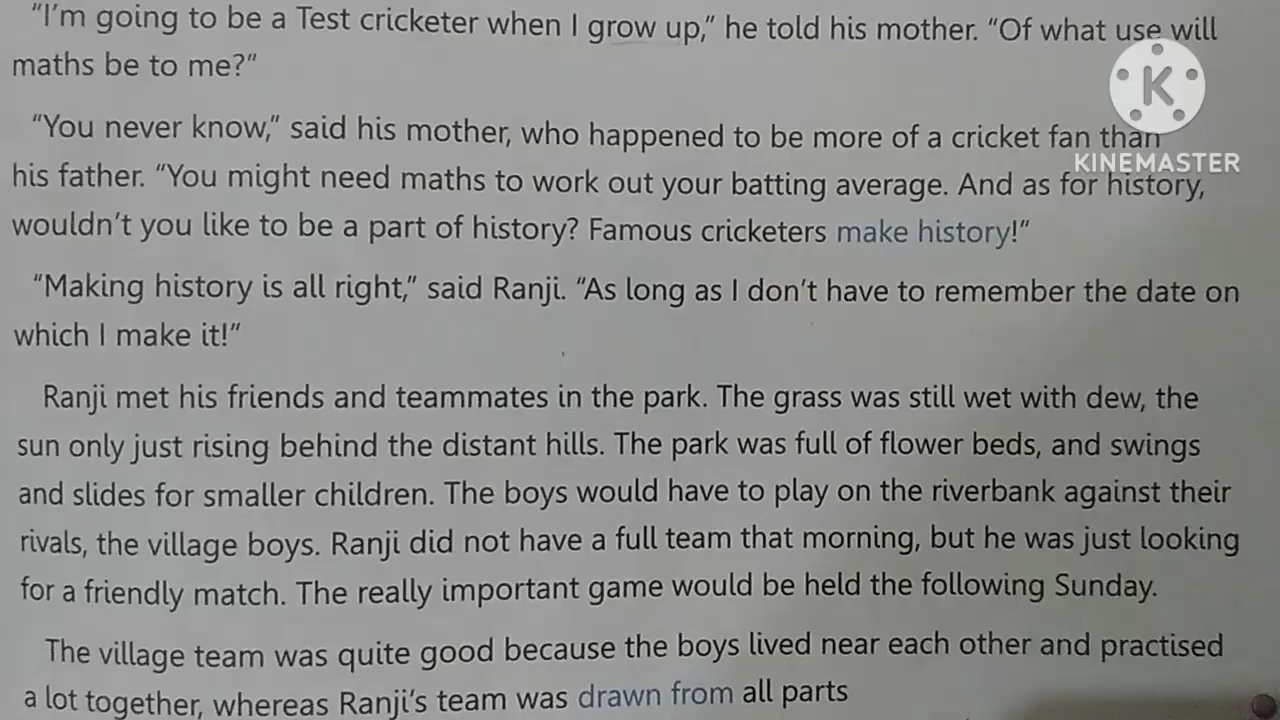 “I’m going to be a Test cricketer when I grow up,” he told his mother. “Of what use will
maths be to me?”
“You never know,” said his mother, who happened to be more of a cricket fan than
his father. “You might need maths to work out your batting average. And as for history,
wouldn’t you like to be a part of history? Famous cricketers make history!”
“Making history is all right,” said Ranji. “As long as I don’t have to remember the date on
which I make it!”
Ranji met his friends and teammates in the park. The grass was still wet with dew, the
sun only just rising behind the distant hills. The park was full of flower beds, and swings
and slides for smaller children. The boys would have to play on the riverbank against their
rivals, the village boys. Ranji did not have a full team that morning, but he was just looking
for a friendly match. The really important game would be held the following Sunday.
The village team was quite good because the boys lived near each other and practised
a lot together, whereas Ranji’s team was drawn from all parts
K
KINEMASTER